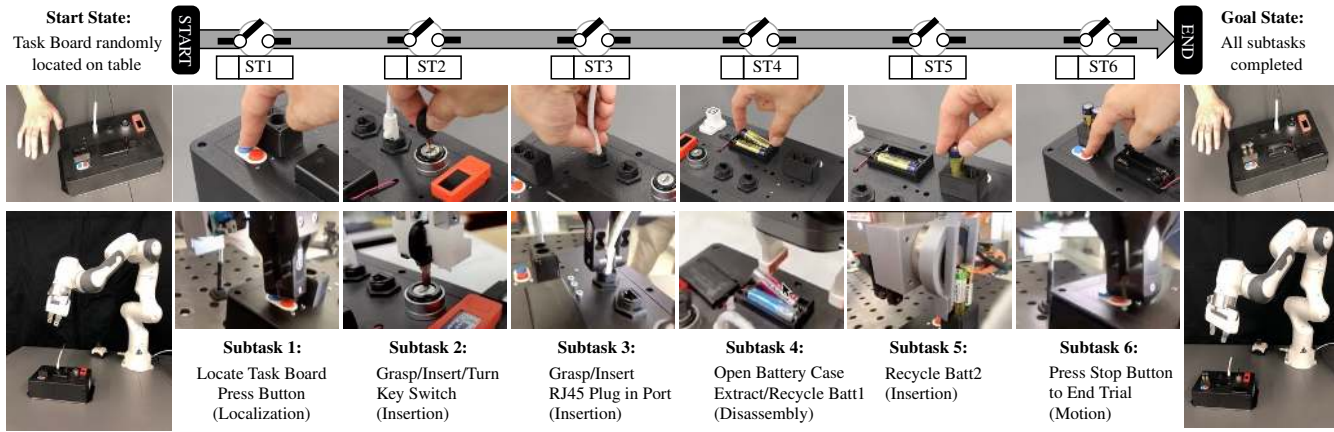 Start State:
Task Board randomly
located on table
START
ST1
ST2
ST3
ST4
ST5
ST6
END
Goal State:
All subtasks
completed
Subtask 1:
Locate Task Board
Press Button
(Localization)
Subtask 2:
Grasp/Insert/Turn
Key Switch
(Insertion)
Subtask 3:
Grasp/Insert
RJ45 Plug in Port
(Insertion)
Subtask 4:
Open Battery Case
Extract/Recycle Batt1
(Disassembly)
Subtask 5:
Recycle Batt2
(Insertion)
Subtask 6:
Press Stop Button
to End Trial
(Motion)